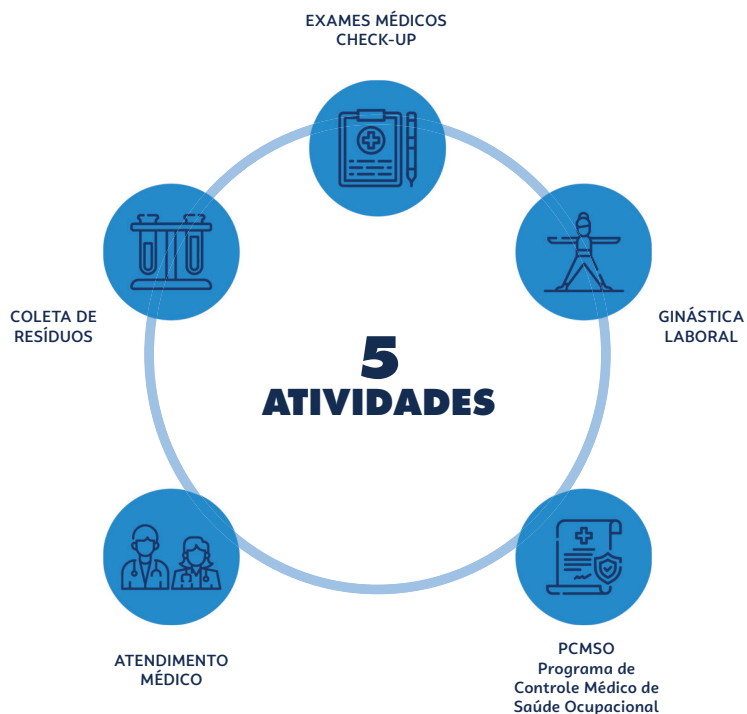 EXAMES MÉDICOS
CHECK-UP
GINÁSTICA
LABORAL
COLETA DE
RESÍDUOS
5
ATIVIDADES
PCMSO
Programa de
Controle Médico de
Saúde Ocupacional
ATENDIMENTO
MÉDICO